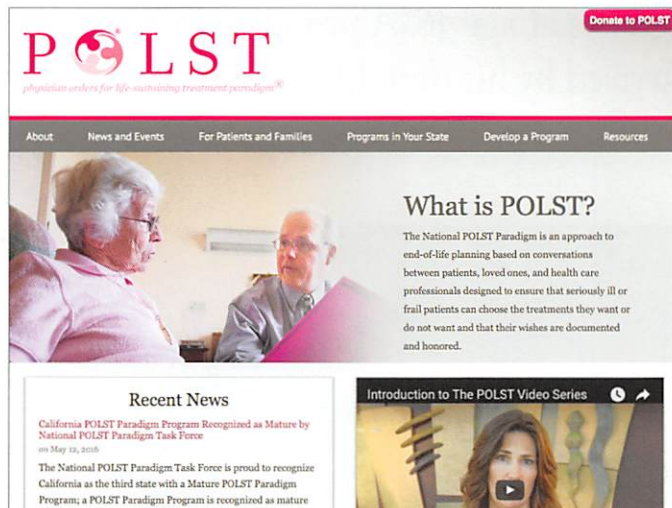 Donate to POLST
POLST
physician orders for life-sustaining treatment paradigm®
About News and Events For Patients and Families Programs in Your State Develop a Program Resources
What is POLST?
The National POLST Paradigm is an approach to
end-of-life planning based on conversations
between patients, loved ones, and health care
professionals designed to ensure that seriously ill or
frail patients can choose the treatments they want or
do not want and that their wishes are documented
and honored.
Recent News
California POLST Paradigm Program Recognized as Mature by
National POLST Paradigm Task Force
on May 12, 2016
The National POLST Paradigm Task Force is proud to recognize
California as the third state with a Mature POLST Paradigm
Program; a POLST Paradigm Program is recognized as mature
Introduction to The POLST Video Series